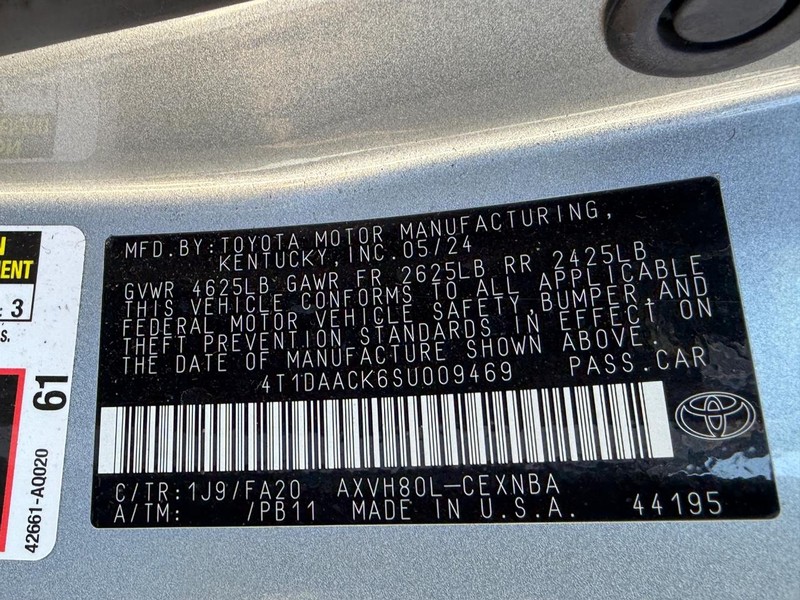 MFD.BY:TOYOTA MOTOR MANUFACTURING,
KENTUCKY,INC.05/24
GVWR 4625LB GAWR FR 2625LB RR 2425LB
THIS VEHICLE CONFORMS TO ALL APPLICABLE
FEDERAL MOTOR VEHICLE SAFETY,BUMPER,AND
THEFT PREVENTION STANDARDS IN EFFECT ON
THE DATE OF MANUFACTURE SHOWN ABOVE.
4T1DAACK6SU009469 PASS.CAR
C/TR:1J9/FA20 AXVH80L-CEXNBA
A/TM: /PB11 MADE IN U.S.A. 44195
3
61
42661-A0020